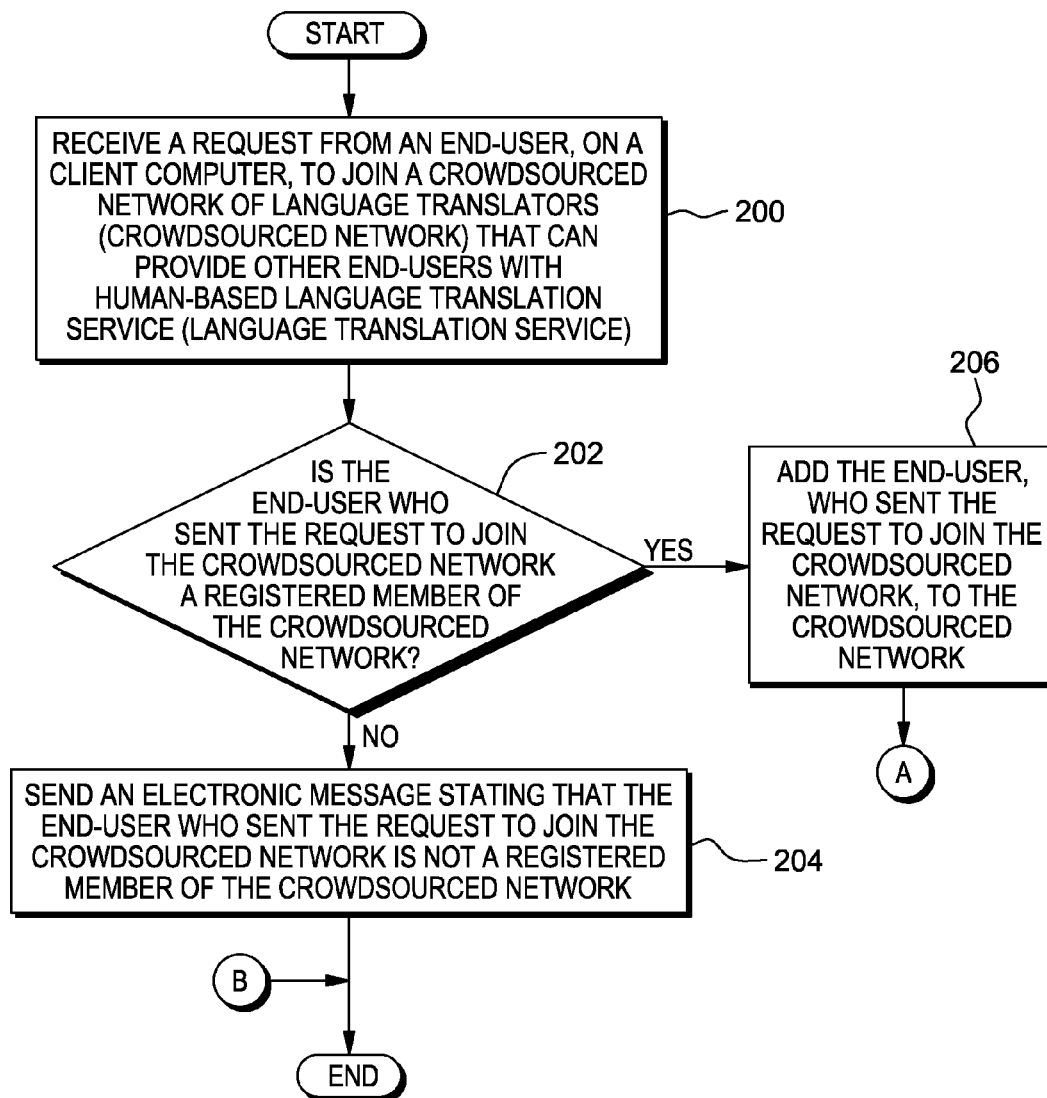 START
RECEIVE A REQUEST FROM AN END-USER, ON A
CLIENT COMPUTER, TO JOIN A CROWDSOURCED
NETWORK OF LANGUAGE TRANSLATORS
(CROWDSOURCED NETWORK) THAT CAN
PROVIDE OTHER END-USERS WITH
HUMAN-BASED LANGUAGE TRANSLATION
SERVICE (LANGUAGE TRANSLATION SERVICE)
200
IS THE
END-USER WHO
SENT THE REQUEST TO JOIN
THE CROWDSOURCED NETWORK
A REGISTERED MEMBER OF
THE CROWDSOURCED
NETWORK?
202
YES
206
ADD THE END-USER,
WHO SENT THE
REQUEST TO JOIN THE
CROWDSOURCED
NETWORK, TO THE
CROWDSOURCED
NETWORK
A
NO
SEND AN ELECTRONIC MESSAGE STATING THAT THE
END-USER WHO SENT THE REQUEST TO JOIN THE
CROWDSOURCED NETWORK IS NOT A REGISTERED
MEMBER OF THE CROWDSOURCED NETWORK
204
B
END